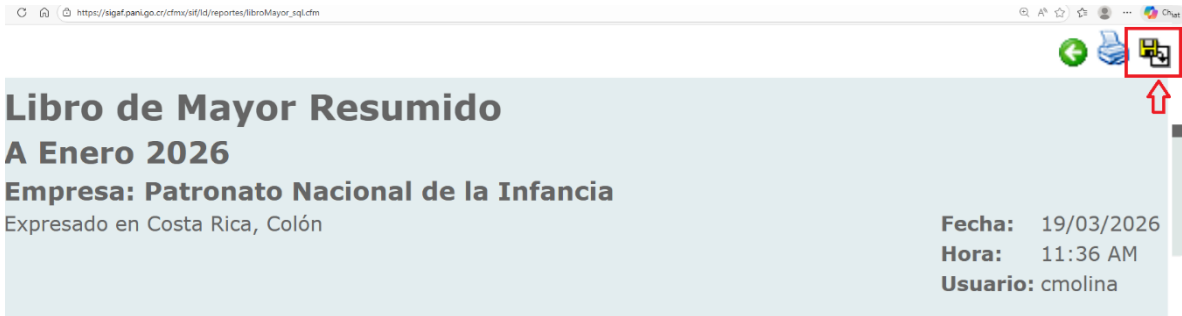 https://sigaf.pani.go.cr/cfmx/sif/ld/reportes/libroMayor_sql.cfm
Chat
Libro de Mayor Resumido
A Enero 2026
Empresa: Patronato Nacional de la Infancia
Expresado en Costa Rica, Colón
Fecha: 19/03/2026
Hora: 11:36 AM
Usuario: cmolina